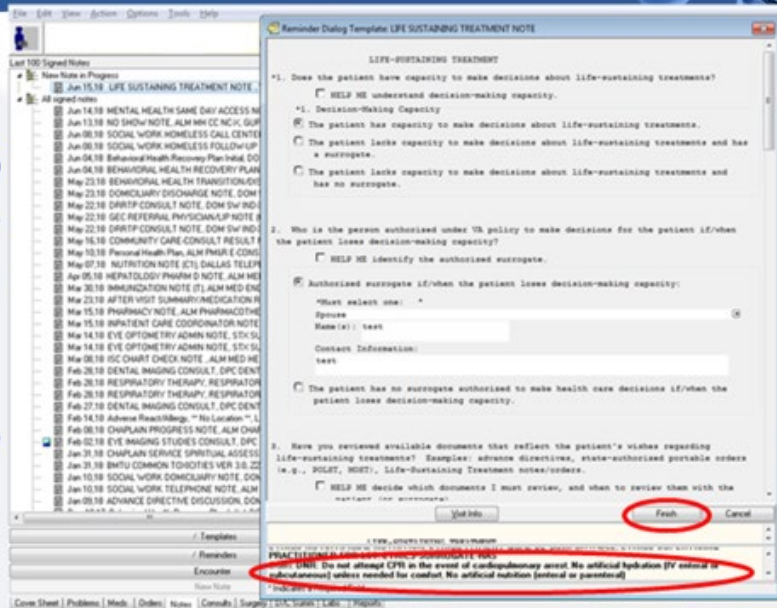 File Edit View Action Options Tools Help
Last 100 Signed Notes
New Note in Progress
Jun 15,18 LIFE SUSTAINING TREATMENT NOTE
All signed notes
Jun 14,18 MENTAL HEALTH SAME DAY ACCESS
Jun 13,18 NO SHOW NOTE, ALM MH CC
Jun 08,18 SOCIAL WORK HOMELESS CALL CENTE
Jun 08,18 SOCIAL WORK HOMELESS FOLLOW-UP
Jun 04,18 Behavioral Health Recovery Plan Initial, DO
Jun 04,18 BEHAVIORAL HEALTH RECOVERY PLAN
May 23,18 BEHAVIORAL HEALTH TRANSITION/DIS
May 23,18 DOMICILIARY DISCHARGE NOTE, DOM
May 22,18 DRRTP CONSULT NOTE, DOM SW IND
May 22,18 GEC REFERRAL PHYSICIAN/LIP NOTE
May 22,18 DRRTP CONSULT NOTE, DOM SW IND
May 16,18 COMMUNITY CARE-CONSULT RESULT
May 10,18 Personal Health Plan, ALM PM&R E-CONS
May 07,18 NUTRITION NOTE (CT), DALLAS TELEP
Apr 05,18 HEPATOLOGY PHARM D NOTE, ALM ME
Mar 30,18 IMMUNIZATION NOTE (T), ALM MED END
Mar 23,18 AFTER VISIT SUMMARY/MEDICATION R
Mar 15,18 PHARMACY NOTE, ALM PHARMACOTHE
Mar 15,18 INPATIENT CARE COORDINATOR NOTE
Mar 14,18 EYE OPTOMETRY ADMIN NOTE, STX SU
Mar 14,18 EYE OPTOMETRY ADMIN NOTE, STX SU
Mar 08,18 ISC CHART CHECK NOTE , ALM MED HE
Feb 28,18 DENTAL IMAGING CONSULT, DPC DENT
Feb 28,18 RESPIRATORY THERAPY, RESPIRATOR
Feb 28,18 RESPIRATORY THERAPY, RESPIRATOR
Feb 27,18 DENTAL IMAGING CONSULT, DPC DENT
Feb 14,18 Adverse React/Allergy, ** No Location **, L
Feb 08,18 CHAPLAIN PROGRESS NOTE, ALM CHAP
Feb 02,18 EYE IMAGING STUDIES CONSULT, DPC
Jan 31,18 CHAPLAIN SERVICE SPIRITUAL ASSESS
Jan 31,18 BMTU COMMON TOXICITIES VER 3.0, ZZ
Jan 10,18 SOCIAL WORK DOMICILIARY NOTE, DOM
Jan 10,18 SOCIAL WORK TELEPHONE NOTE, ALM
Jan 09,18 ADVANCE DIRECTIVE DISCUSSION, DOM
/ Templates
/ Reminders
Encounter
New Note
Cover Sheet Problems Meds Orders Notes Consults Surgery D/C Summ Labs Reports
Reminder Dialog Template: LIFE SUSTAINING TREATMENT NOTE
LIFE-SUSTAINING TREATMENT
*1. Does the patient have capacity to make decisions about life-sustaining treatments?
HELP ME understand decision-making capacity.
*1. Decision-Making Capacity
The patient has capacity to make decisions about life-sustaining treatments.
The patient lacks capacity to make decisions about life-sustaining treatments and has
a surrogate.
The patient lacks capacity to make decisions about life-sustaining treatments and
has no surrogate.
2. Who is the person authorized under VA policy to make decisions for the patient if/when
the patient loses decision-making capacity?
HELP ME identify the authorized surrogate.
Authorized surrogate if/when the patient loses decision-making capacity:
*Must select one: *
Spouse
Name(s): test
Contact Information:
test
The patient has no surrogate authorized to make health care decisions if/when the
patient loses decision-making capacity.
3. Have you reviewed available documents that reflect the patient's wishes regarding
life-sustaining treatments? Examples: advance directives, state-authorized portable orders
(e.g., POLST, MOST), Life-Sustaining Treatment notes/orders.
HELP ME decide which documents I must review, and when to review them with the
patient (or surrogate)
Visit Info Finish Cancel
DNR: Do not attempt CPR in the event of cardiopulmonary arrest. No artificial hydration (IV enteral or
subcutaneous) unless needed for comfort. No artificial nutrition (enteral or parenteral)
* Indicates a Required Field